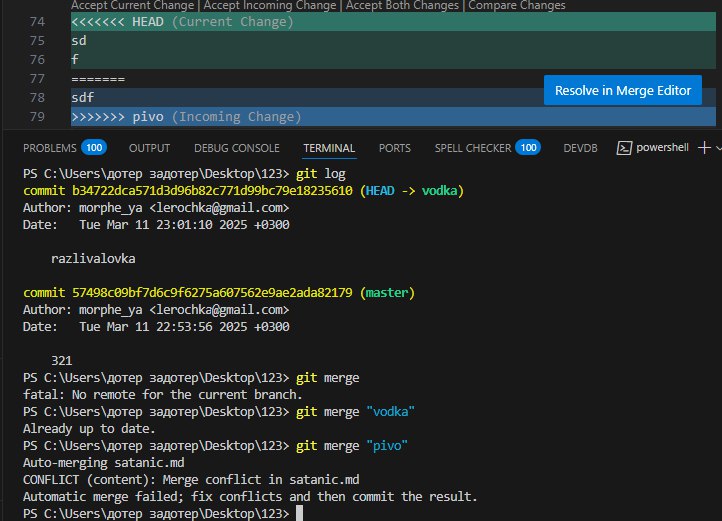 Accept Current Change | Accept Incoming Change | Accept Both Changes | Compare Changes
74 <<<<<<< HEAD (Current Change)
75 sd
76 f
77 =======
78 sdf
79 >>>>>>> pivo (Incoming Change)
Resolve in Merge Editor
PROBLEMS 100 OUTPUT DEBUG CONSOLE TERMINAL PORTS SPELL CHECKER 100 DEVDB powershell
PS C:\Users\дотер задотер\Desktop\123> git log
commit b34722dca571d3d96b82c771d99bc79e18235610 (HEAD -> vodka)
Author: morphe_ya <lerochka@gmail.com>
Date:   Tue Mar 11 23:01:10 2025 +0300
razlivalovka
commit 57498c09bf7d6c9f6275a607562e9ae2ada82179 (master)
Author: morphe_ya <lerochka@gmail.com>
Date:   Tue Mar 11 22:53:56 2025 +0300
321
PS C:\Users\дотер задотер\Desktop\123> git merge
fatal: No remote for the current branch.
PS C:\Users\дотер задотер\Desktop\123> git merge "vodka"
Already up to date.
PS C:\Users\дотер задотер\Desktop\123> git merge "pivo"
Auto-merging satanic.md
CONFLICT (content): Merge conflict in satanic.md
Automatic merge failed; fix conflicts and then commit the result.
PS C:\Users\дотер задотер\Desktop\123>